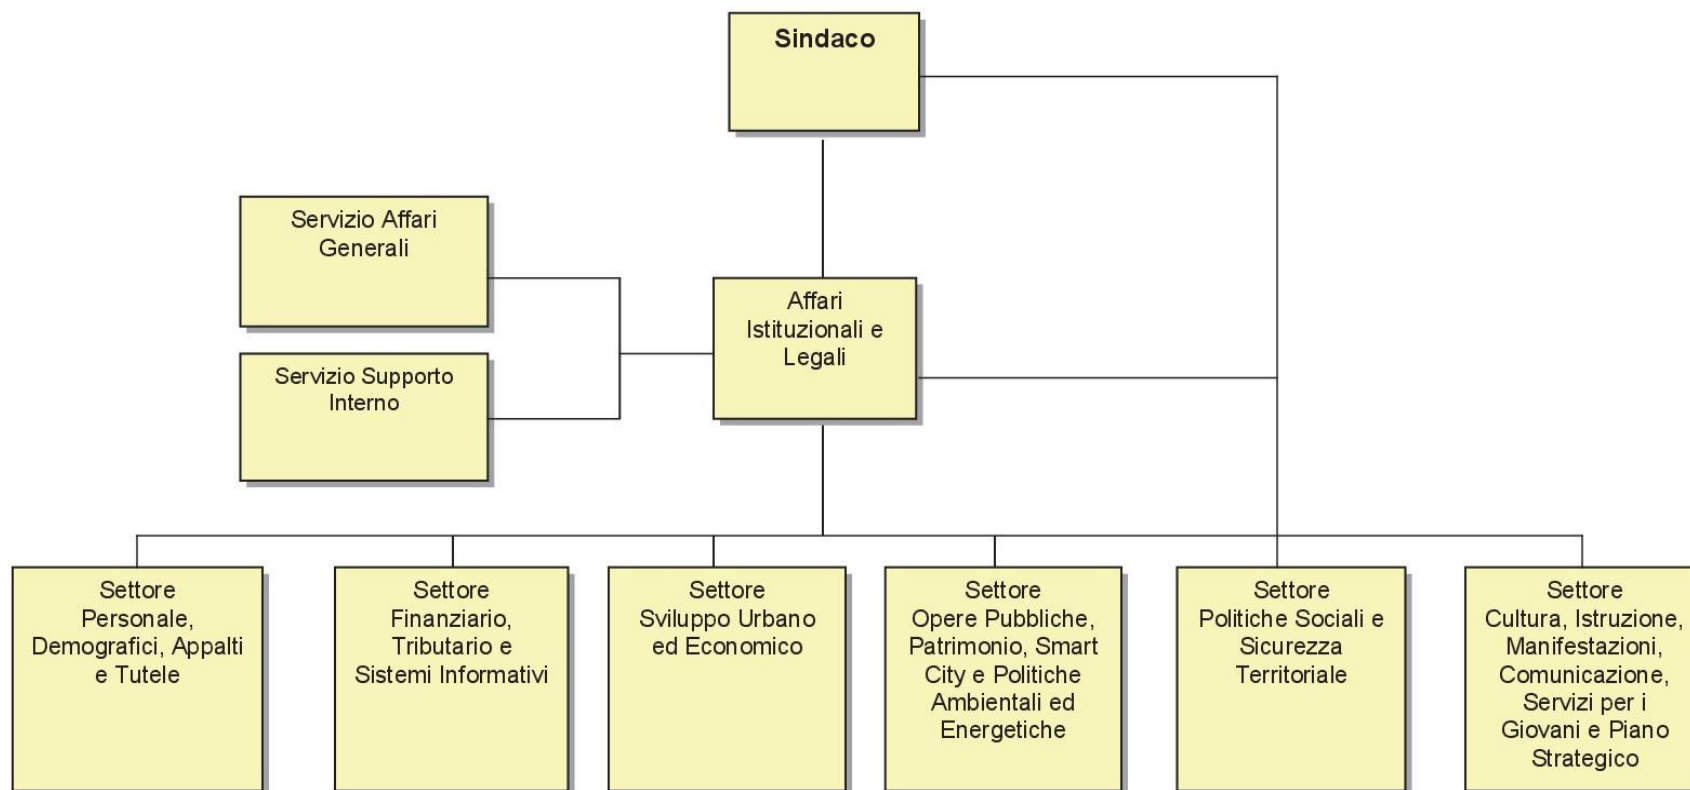 Sindaco
Servizio Affari
Generali
Affari
Istituzionali e
Legali
Servizio Supporto
Interno
Settore
Personale,
Demografici, Appalti
e Tutele
Settore
Finanziario,
Tributario e
Sistemi Informativi
Settore
Sviluppo Urbano
ed Economico
Settore
Opere Pubbliche,
Patrimonio, Smart
City e Politiche
Ambientali ed
Energetiche
Settore
Politiche Sociali e
Sicurezza
Territoriale
Settore
Cultura, Istruzione,
Manifestazioni,
Comunicazione,
Servizi per i
Giovani e Piano
Strategico